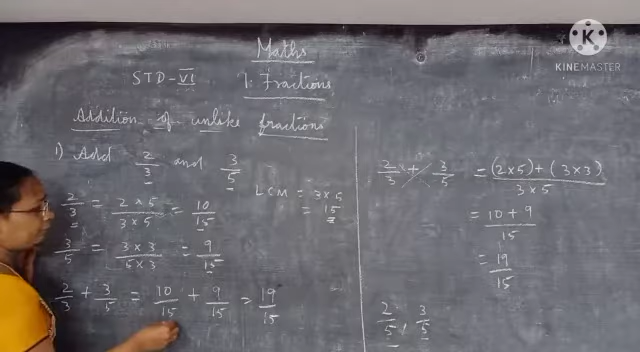 Maths
STD-VI 1. Fractions
Addition of unlike fractions
1) Add 2/3 and 3/5
LCM = 3×5
= 15
2/3 = 2×5/3×5 = 10/15
3/5 = 3×3/5×3 = 9/15
2/3 + 3/5 = 10/15 + 9/15 = 19/15
2/3 + 3/5 = (2×5)+(3×3)/3×5
= 10+9/15
= 19/15
2/5, 3/5
K
KINEMASTER